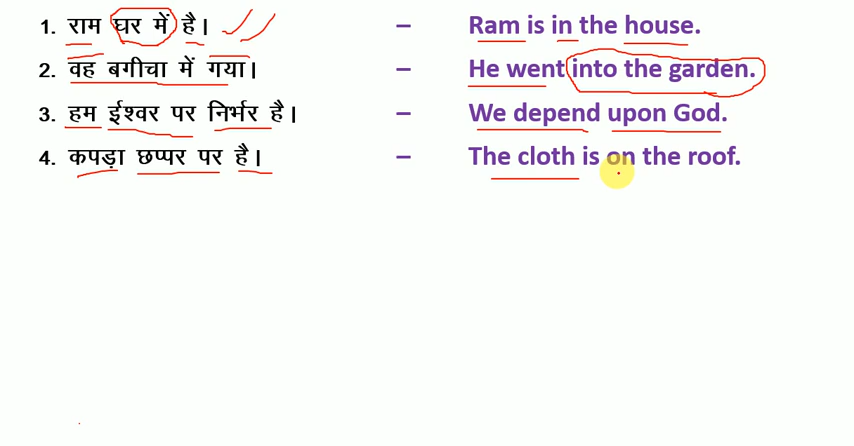 1. राम घर में है। – Ram is in the house.
2. वह बगीचा में गया। – He went into the garden.
3. हम ईश्वर पर निर्भर है। – We depend upon God.
4. कपड़ा छप्पर पर है। – The cloth is on the roof.